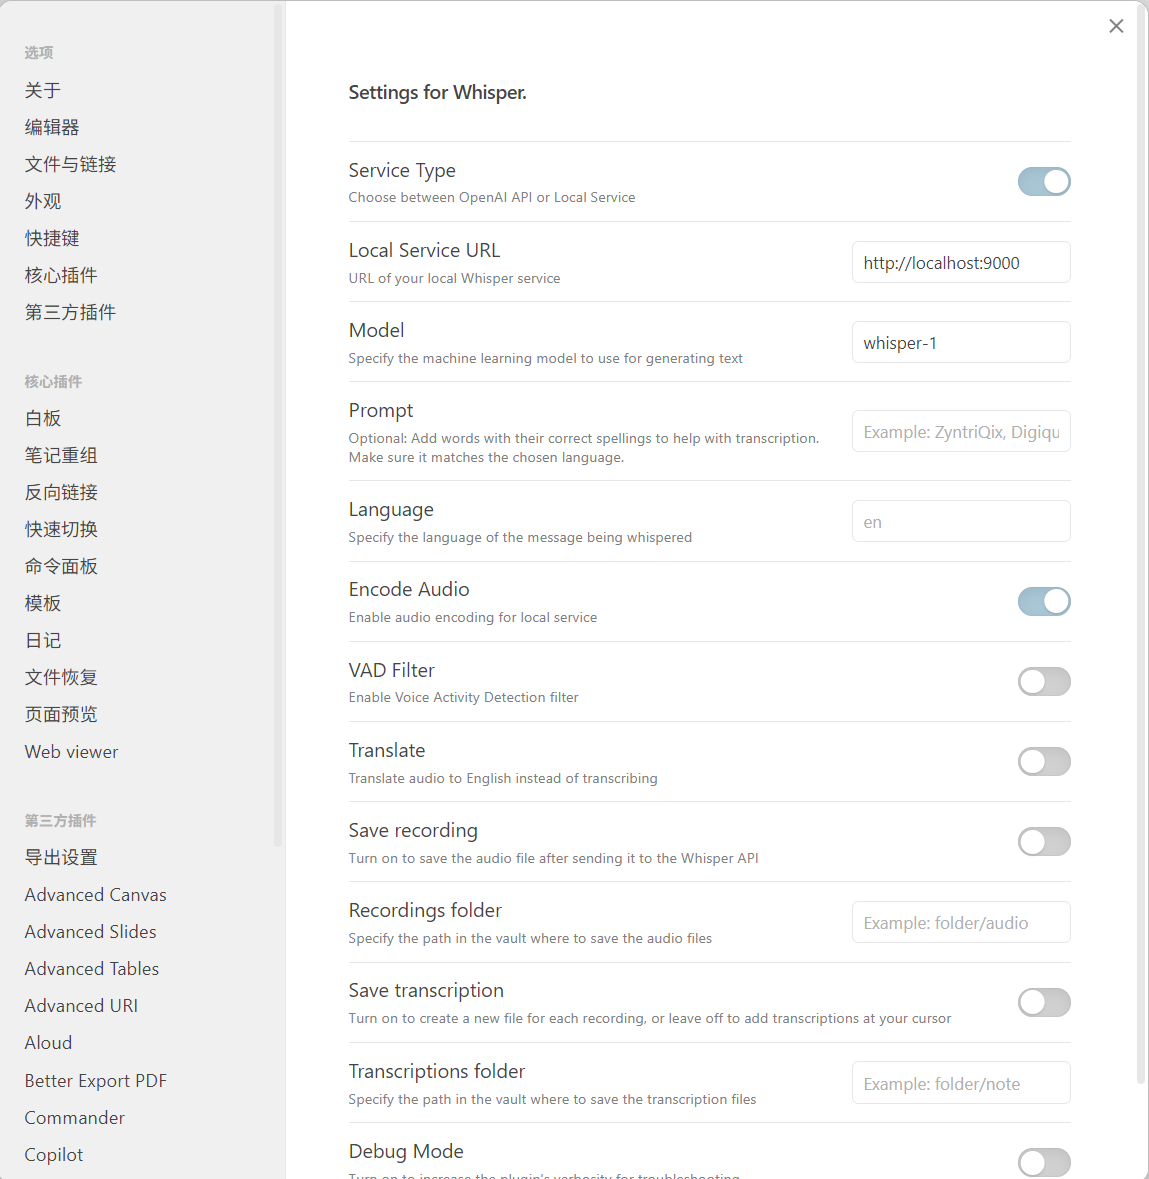 选项
关于
编辑器
文件与链接
外观
快捷键
核心插件
第三方插件
核心插件
白板
笔记重组
反向链接
快速切换
命令面板
模板
日记
文件恢复
页面预览
Web viewer
第三方插件
导出设置
Advanced Canvas
Advanced Slides
Advanced Tables
Advanced URI
Aloud
Better Export PDF
Commander
Copilot
Settings for Whisper.
Service Type
Choose between OpenAI API or Local Service
Local Service URL
URL of your local Whisper service
http://localhost:9000
Model
Specify the machine learning model to use for generating text
whisper-1
Prompt
Optional: Add words with their correct spellings to help with transcription.
Make sure it matches the chosen language.
Example: ZyntriQix, Digiqu
Language
Specify the language of the message being whispered
en
Encode Audio
Enable audio encoding for local service
VAD Filter
Enable Voice Activity Detection filter
Translate
Translate audio to English instead of transcribing
Save recording
Turn on to save the audio file after sending it to the Whisper API
Recordings folder
Specify the path in the vault where to save the audio files
Example: folder/audio
Save transcription
Turn on to create a new file for each recording, or leave off to add transcriptions at your cursor
Transcriptions folder
Specify the path in the vault where to save the transcription files
Example: folder/note
Debug Mode
Turn on to increase the plugin's verbosity for troubleshooting